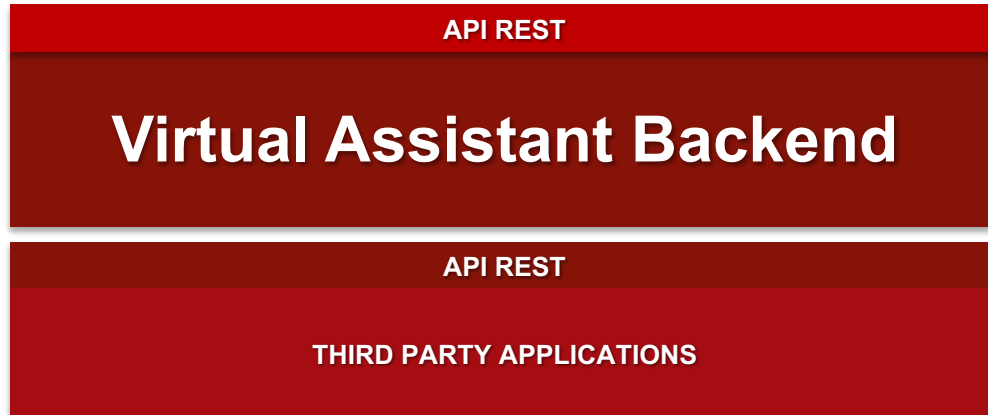 API REST
Virtual Assistant Backend
API REST
THIRD PARTY APPLICATIONS